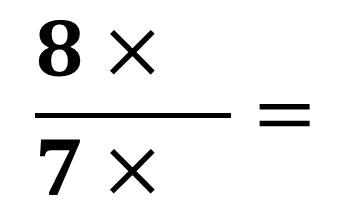 8 ×
=
7 ×